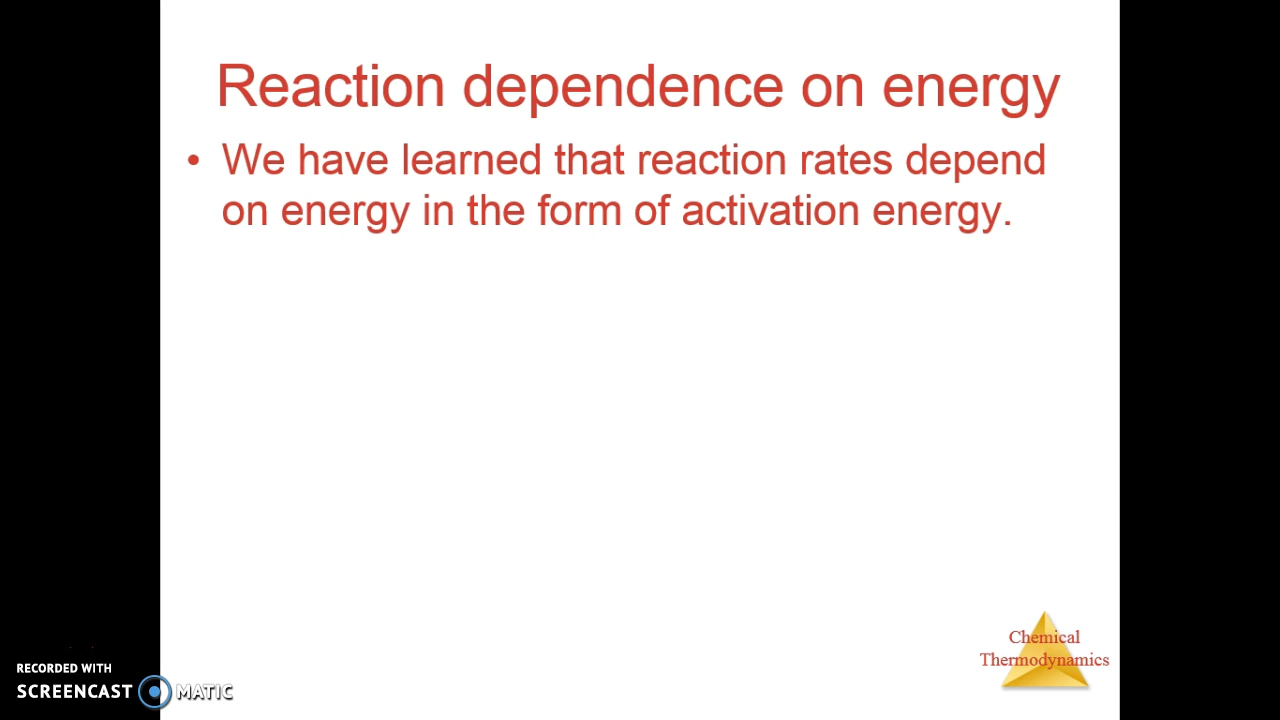 Reaction dependence on energy
• We have learned that reaction rates depend
on energy in the form of activation energy.
Chemical
Thermodynamics
RECORDED WITH
SCREENCAST MATIC